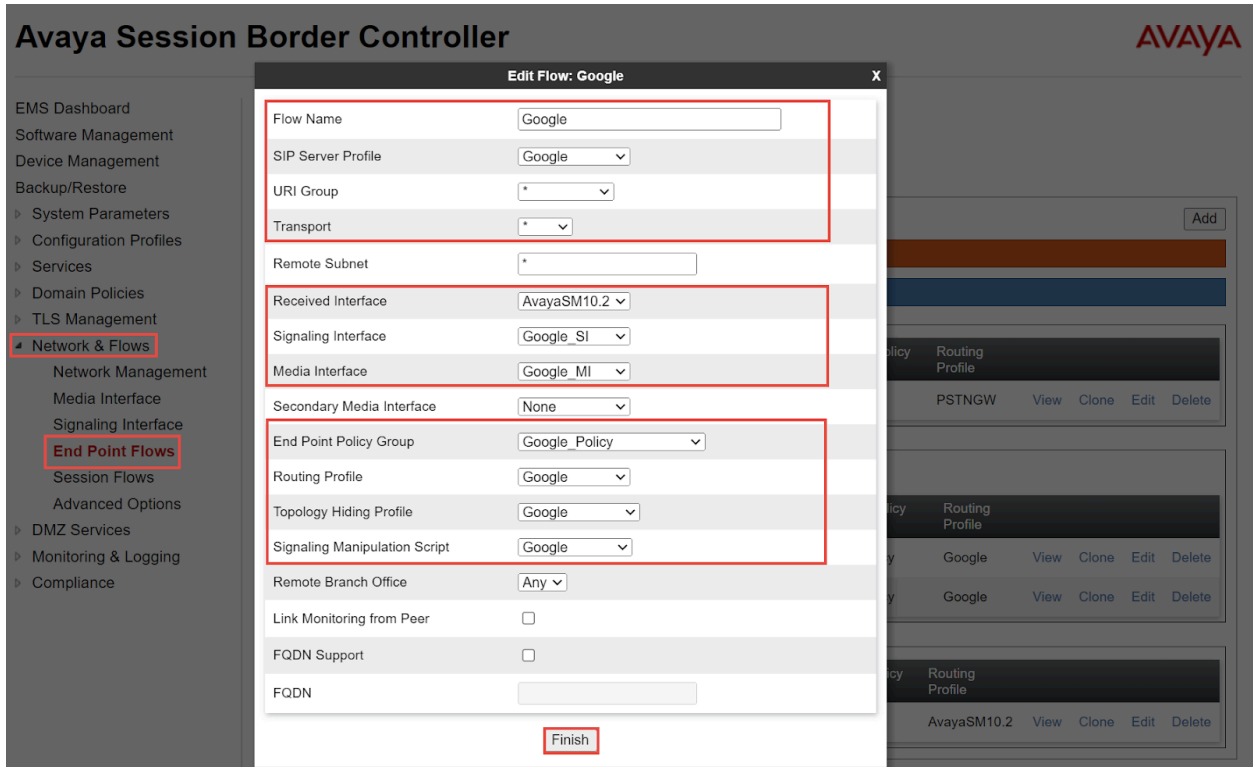 Avaya Session Border Controller
AVAYA
Edit Flow: Google X
EMS Dashboard
Software Management
Device Management
Backup/Restore
System Parameters
Configuration Profiles
Services
Domain Policies
TLS Management
Network & Flows
Network Management
Media Interface
Signaling Interface
End Point Flows
Session Flows
Advanced Options
DMZ Services
Monitoring & Logging
Compliance
Flow Name Google
SIP Server Profile Google
URI Group *
Transport *
Remote Subnet *
Received Interface AvayaSM10.2
Signaling Interface Google_SI
Media Interface Google_MI
Secondary Media Interface None
End Point Policy Group Google_Policy
Routing Profile Google
Topology Hiding Profile Google
Signaling Manipulation Script Google
Remote Branch Office Any
Link Monitoring from Peer
FQDN Support
FQDN
Finish
Add
Routing
Profile
PSTNGW View Clone Edit Delete
Routing
Profile
Google View Clone Edit Delete
Google View Clone Edit Delete
Routing
Profile
AvayaSM10.2 View Clone Edit Delete